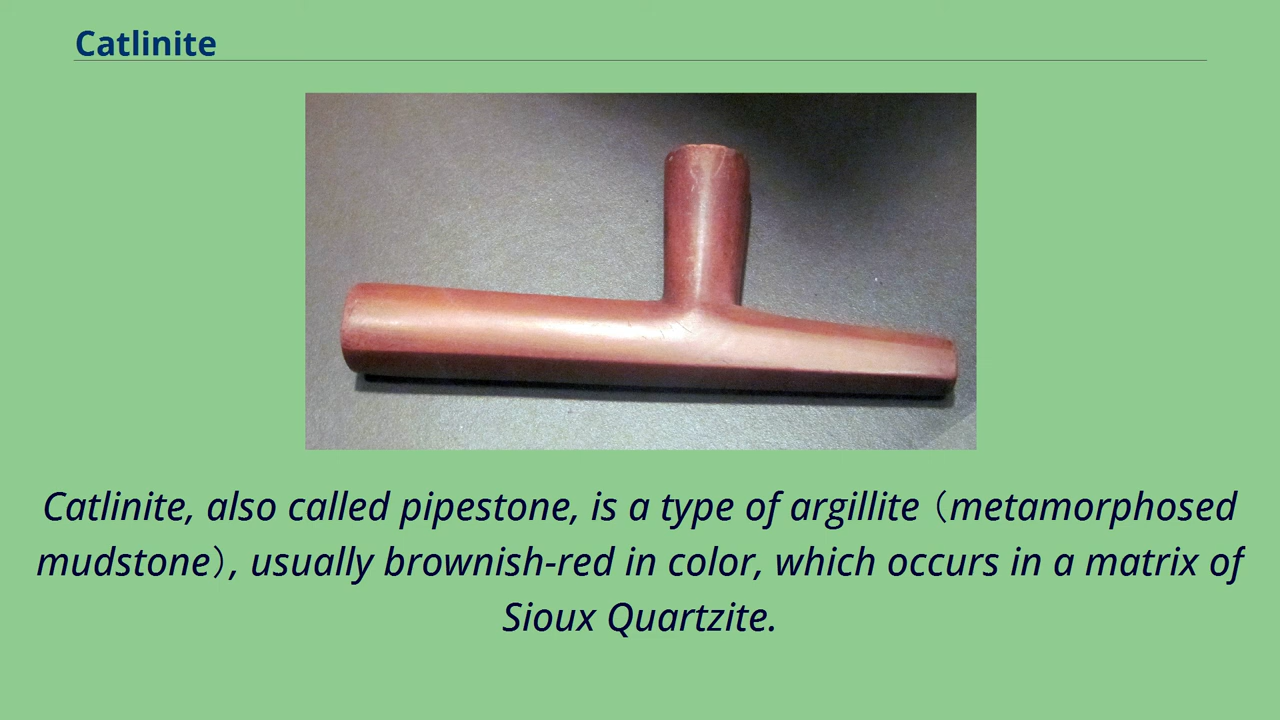 Catlinite
Catlinite, also called pipestone, is a type of argillite（metamorphosed
mudstone）, usually brownish-red in color, which occurs in a matrix of
Sioux Quartzite.